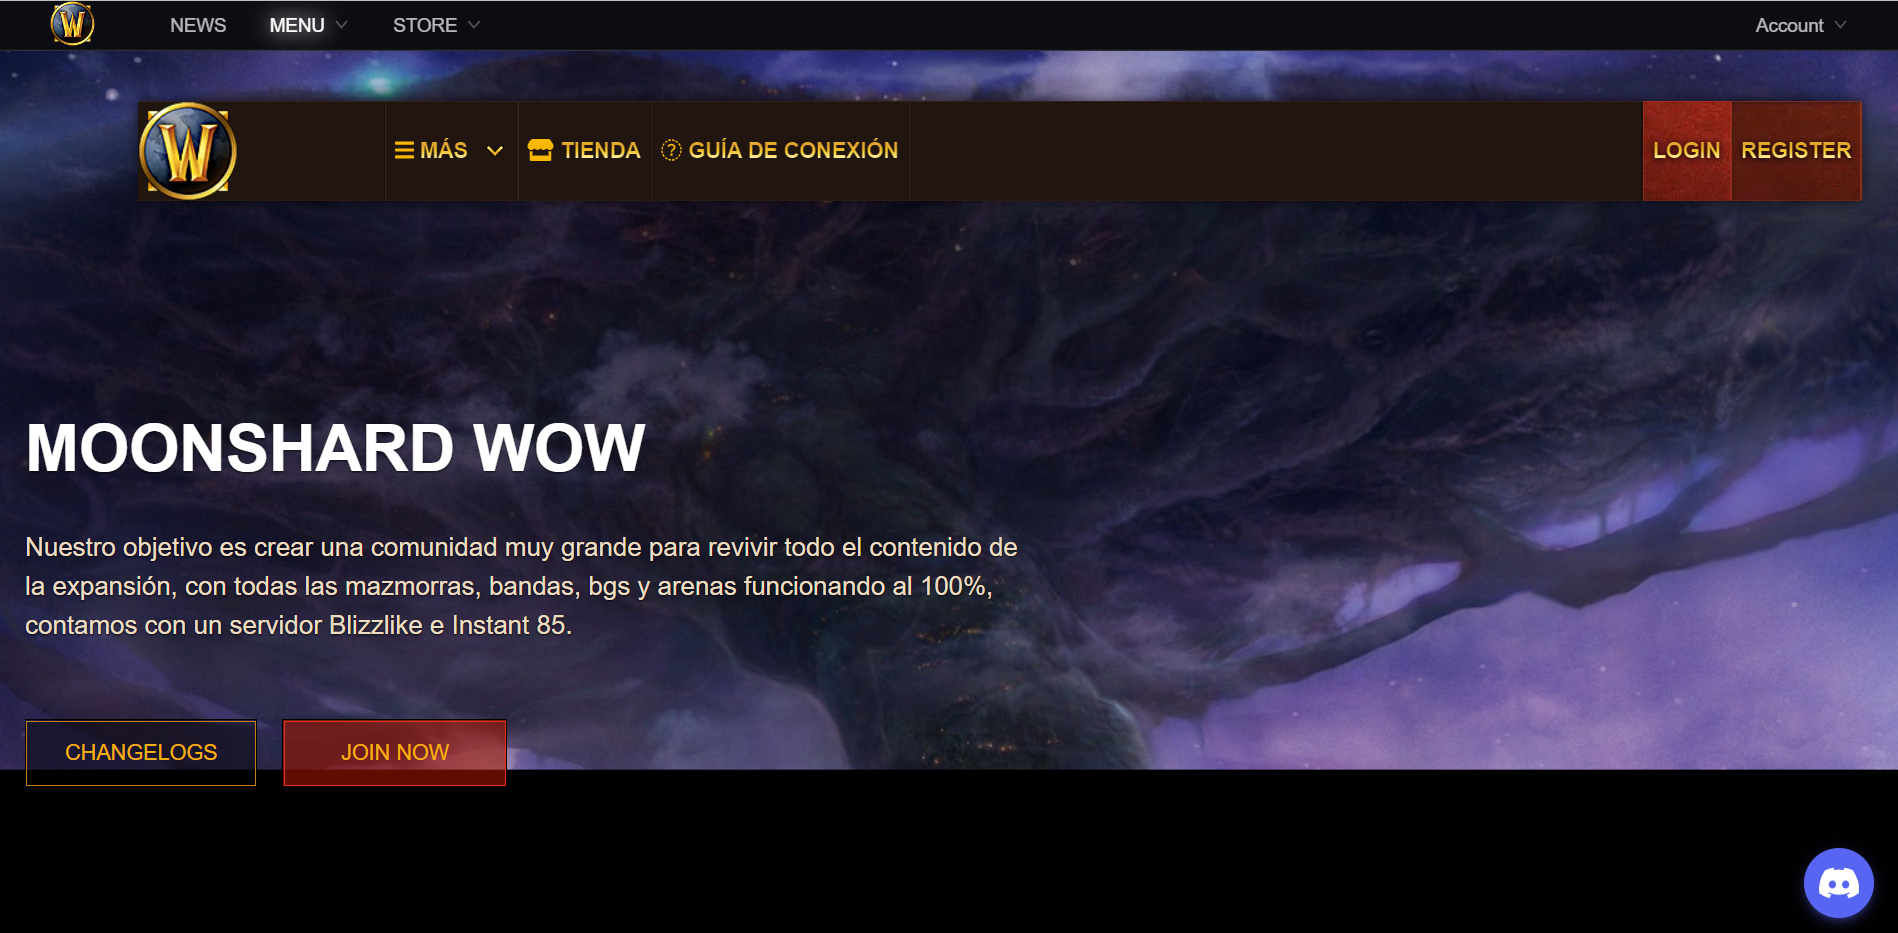 NEWS MENU STORE Account
MÁS TIENDA GUÍA DE CONEXIÓN LOGIN REGISTER
MOONSHARD WOW
Nuestro objetivo es crear una comunidad muy grande para revivir todo el contenido de
la expansión, con todas las mazmorras, bandas, bgs y arenas funcionando al 100%,
contamos con un servidor Blizzlike e Instant 85.
CHANGELOGS JOIN NOW